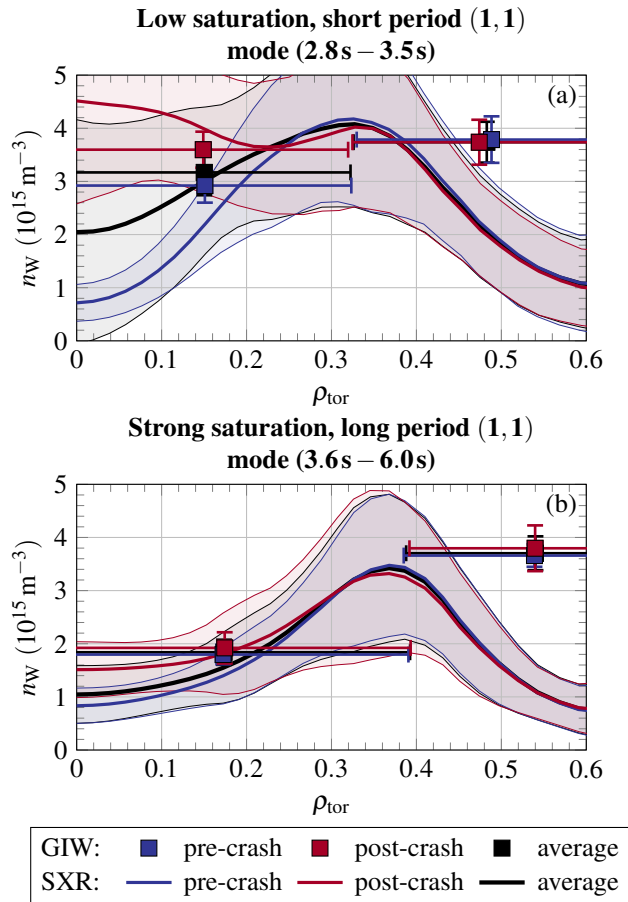 Low saturation, short period (1, 1)
mode (2.8 s – 3.5 s)
(a)
5
4
3
2
1
0
n_W (10^15 m^−3)
0 0.1 0.2 0.3 0.4 0.5 0.6
ρ_tor
Strong saturation, long period (1, 1)
mode (3.6 s – 6.0 s)
(b)
5
4
3
2
1
0
n_W (10^15 m^−3)
0 0.1 0.2 0.3 0.4 0.5 0.6
ρ_tor
GIW: pre-crash post-crash average
SXR: pre-crash post-crash average